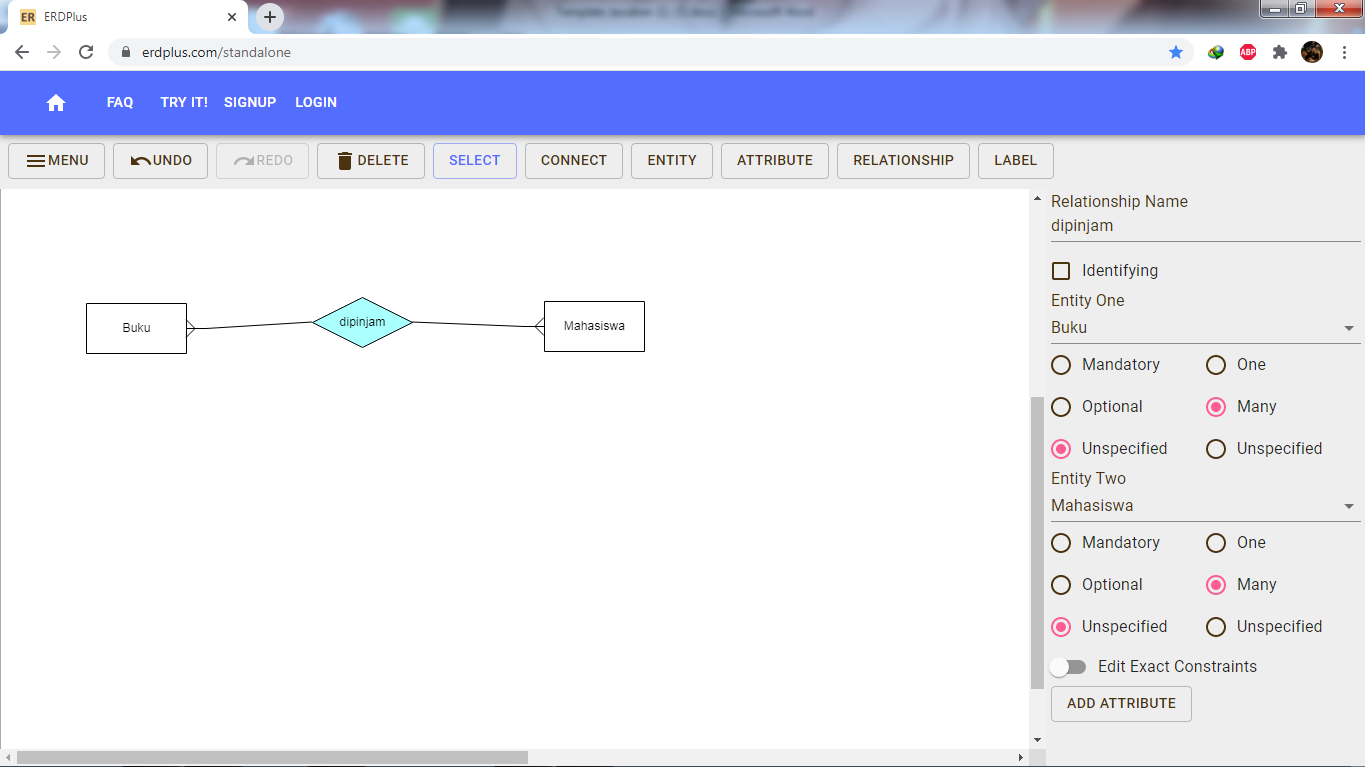 ER ERDPlus
erdplus.com/standalone
ABP
FAQ TRY IT! SIGNUP LOGIN
MENU UNDO REDO DELETE SELECT CONNECT ENTITY ATTRIBUTE RELATIONSHIP LABEL
Buku
dipinjam
Mahasiswa
Relationship Name
dipinjam
Identifying
Entity One
Buku
Mandatory One
Optional Many
Unspecified Unspecified
Entity Two
Mahasiswa
Mandatory One
Optional Many
Unspecified Unspecified
Edit Exact Constraints
ADD ATTRIBUTE